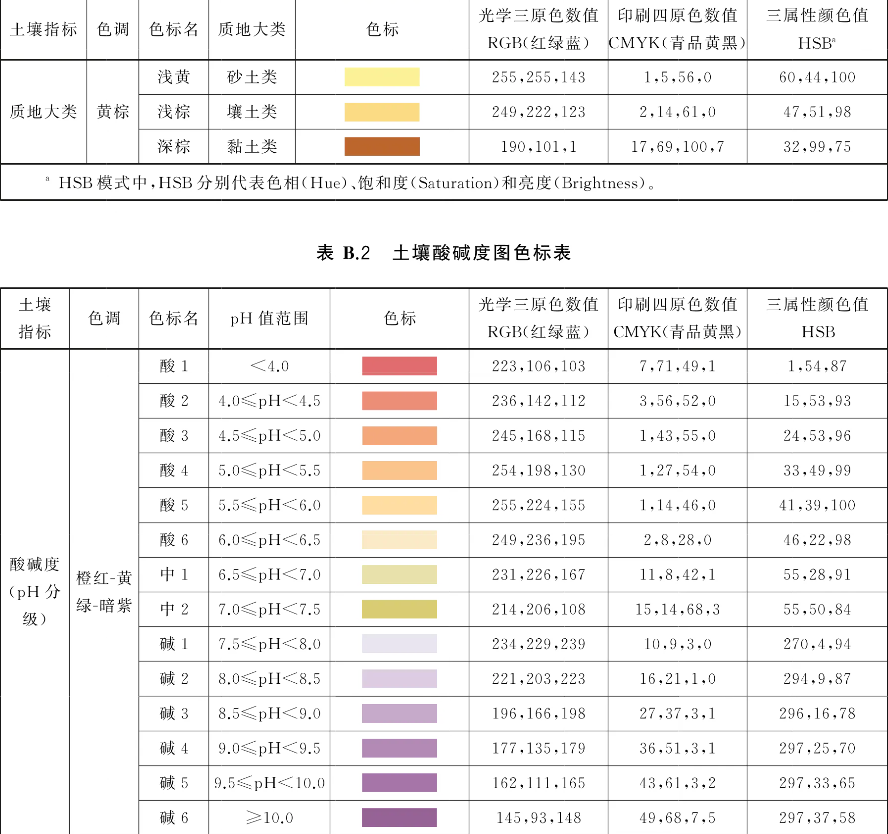 土壤指标 色调 色标名 质地大类 色标 光学三原色数值 RGB(红绿蓝) 印刷四原色数值 CMYK(青品黄黑) 三属性颜色值 HSBᵃ
质地大类 黄棕 浅黄 砂土类 255,255,143 1,5,56,0 60,44,100
浅棕 壤土类 249,222,123 2,14,61,0 47,51,98
深棕 黏土类 190,101,1 17,69,100,7 32,99,75
ᵃ HSB模式中,HSB分别代表色相(Hue)、饱和度(Saturation)和亮度(Brightness)。
表 B.2 土壤酸碱度图色标表
土壤指标 色调 色标名 pH值范围 色标 光学三原色数值 RGB(红绿蓝) 印刷四原色数值 CMYK(青品黄黑) 三属性颜色值 HSB
酸碱度(pH分级) 橙红-黄绿-暗紫 酸1 <4.0 223,106,103 7,71,49,1 1,54,87
酸2 4.0≤pH<4.5 236,142,112 3,56,52,0 15,53,93
酸3 4.5≤pH<5.0 245,168,115 1,43,55,0 24,53,96
酸4 5.0≤pH<5.5 254,198,130 1,27,54,0 33,49,99
酸5 5.5≤pH<6.0 255,224,155 1,14,46,0 41,39,100
酸6 6.0≤pH<6.5 249,236,195 2,8,28,0 46,22,98
中1 6.5≤pH<7.0 231,226,167 11,8,42,1 55,28,91
中2 7.0≤pH<7.5 214,206,108 15,14,68,3 55,50,84
碱1 7.5≤pH<8.0 234,229,239 10,9,3,0 270,4,94
碱2 8.0≤pH<8.5 221,203,223 16,21,1,0 294,9,87
碱3 8.5≤pH<9.0 196,166,198 27,37,3,1 296,16,78
碱4 9.0≤pH<9.5 177,135,179 36,51,3,1 297,25,70
碱5 9.5≤pH<10.0 162,111,165 43,61,3,2 297,33,65
碱6 ≥10.0 145,93,148 49,68,7,5 297,37,58